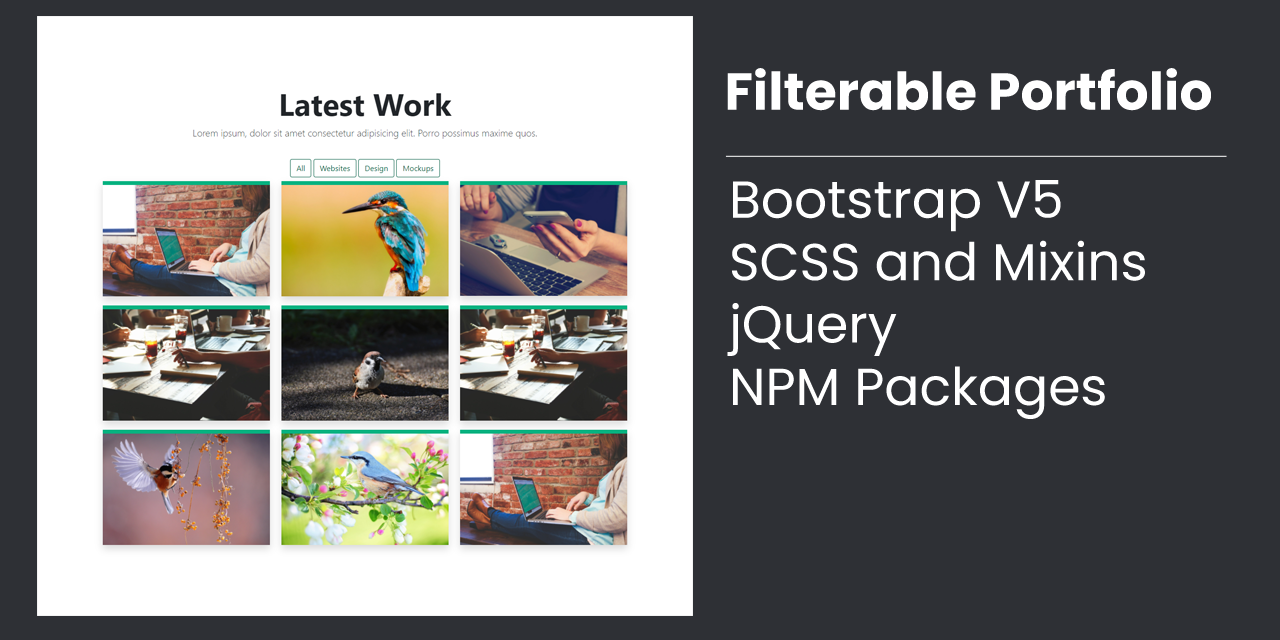 Latest Work
Lorem ipsum, dolor sit amet consectetur adipisicing elit. Porro possimus maxime quos.
All
Websites
Design
Mockups
Filterable Portfolio
Bootstrap V5
SCSS and Mixins
jQuery
NPM Packages